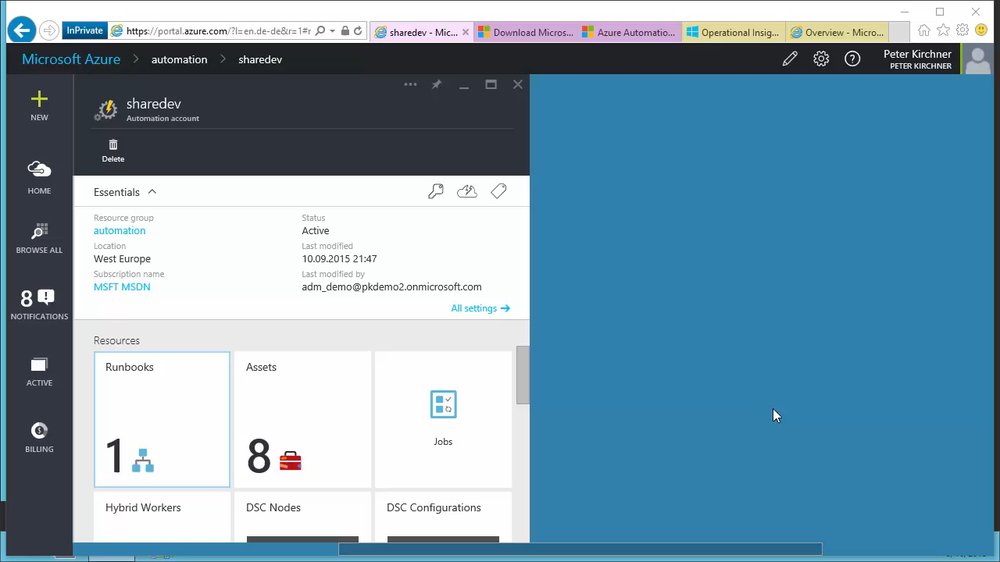 InPrivate
https://portal.azure.com/?l=en.de-de&r=1#r
sharedev - Mic...
Download Micros...
Azure Automatio...
Operational Insig...
Overview - Micro...
Microsoft Azure
automation
sharedev
Peter Kirchner
PETER KIRCHNER
NEW
HOME
BROWSE ALL
8
NOTIFICATIONS
ACTIVE
BILLING
sharedev
Automation account
Delete
Essentials
Resource group
automation
Status
Active
Location
West Europe
Last modified
10.09.2015 21:47
Subscription name
MSFT MSDN
Last modified by
adm_demo@pkdemo2.onmicrosoft.com
All settings
Resources
Runbooks
1
Assets
8
Jobs
Hybrid Workers
DSC Nodes
DSC Configurations